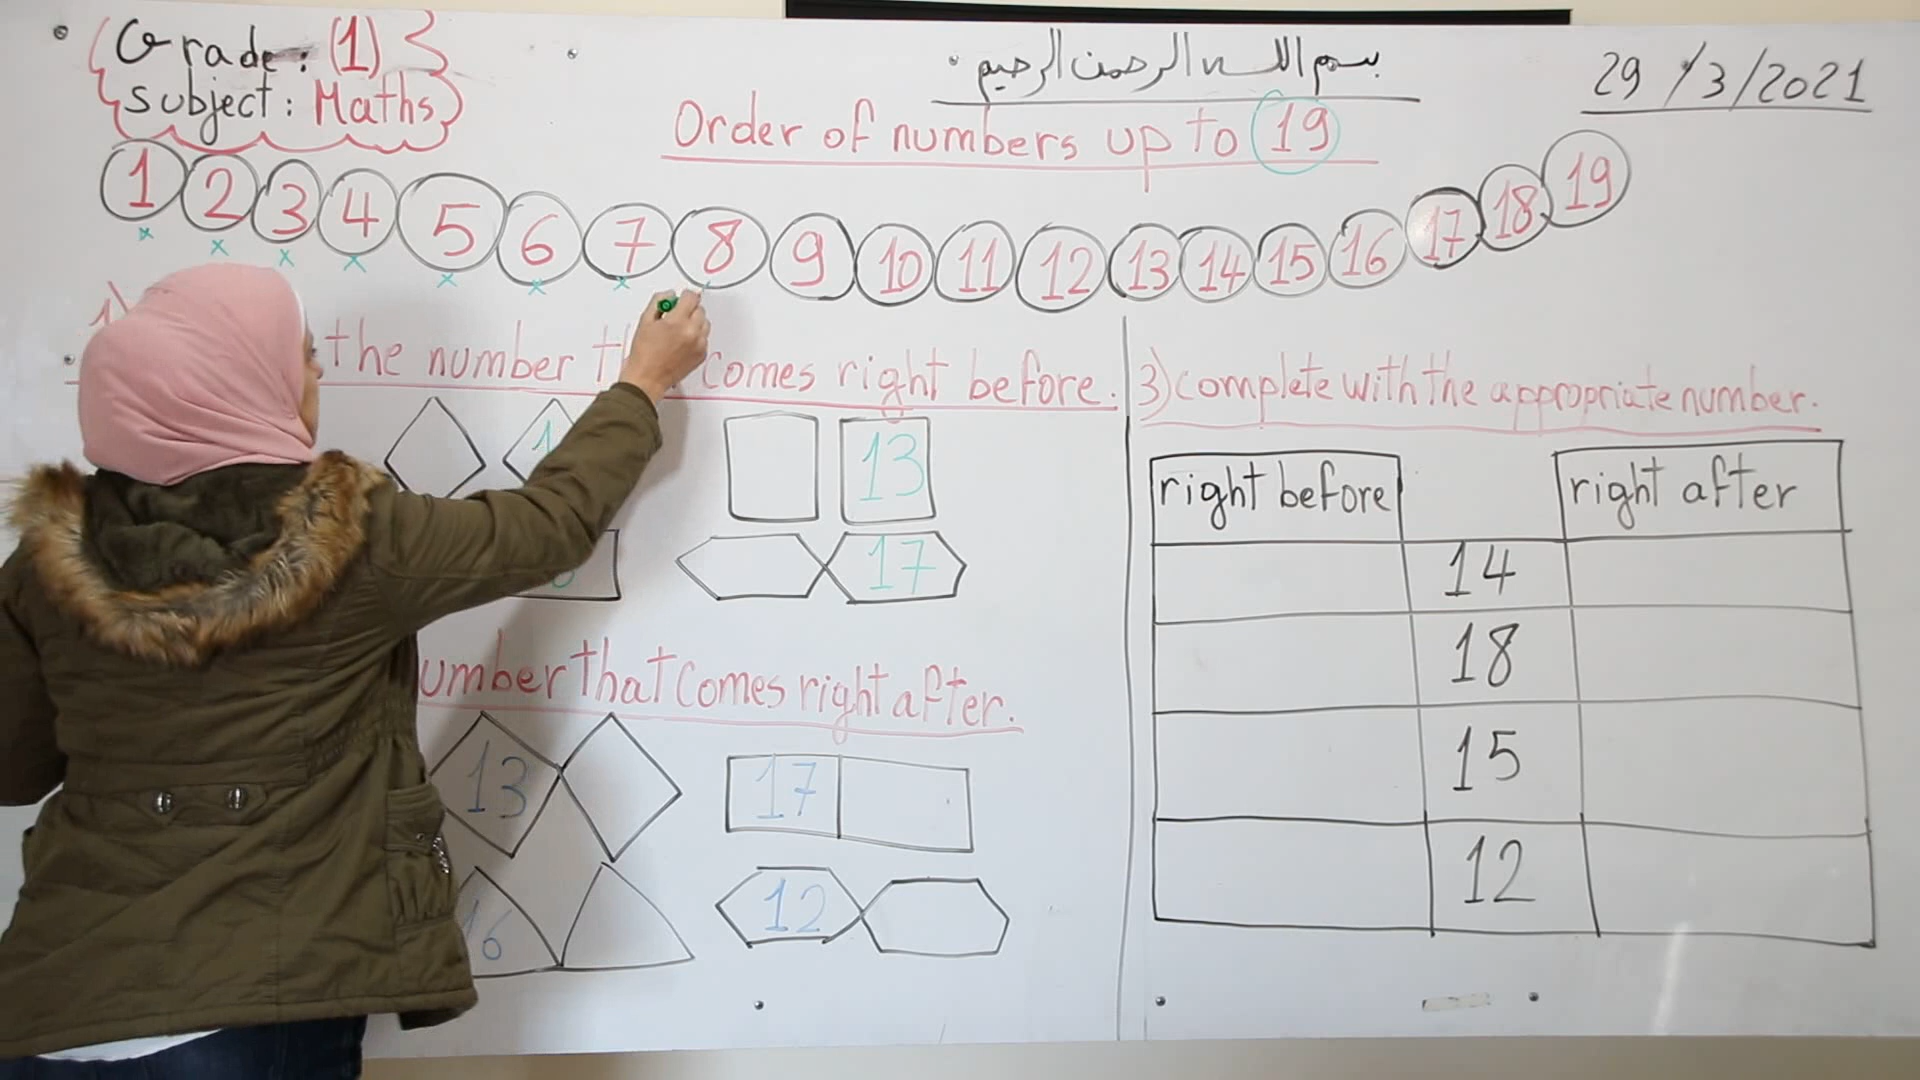 Grade: (1)
subject: Maths
بسم الله الرحمن الرحيم
29/3/2021
Order of numbers up to 19
1 2 3 4 5 6 7 8 9 10 11 12 13 14 15 16 17 18 19
the number comes right before.
13
17
number that comes right after.
13
17
16
12
3) complete with the appropriate number.
right before right after
14
18
15
12